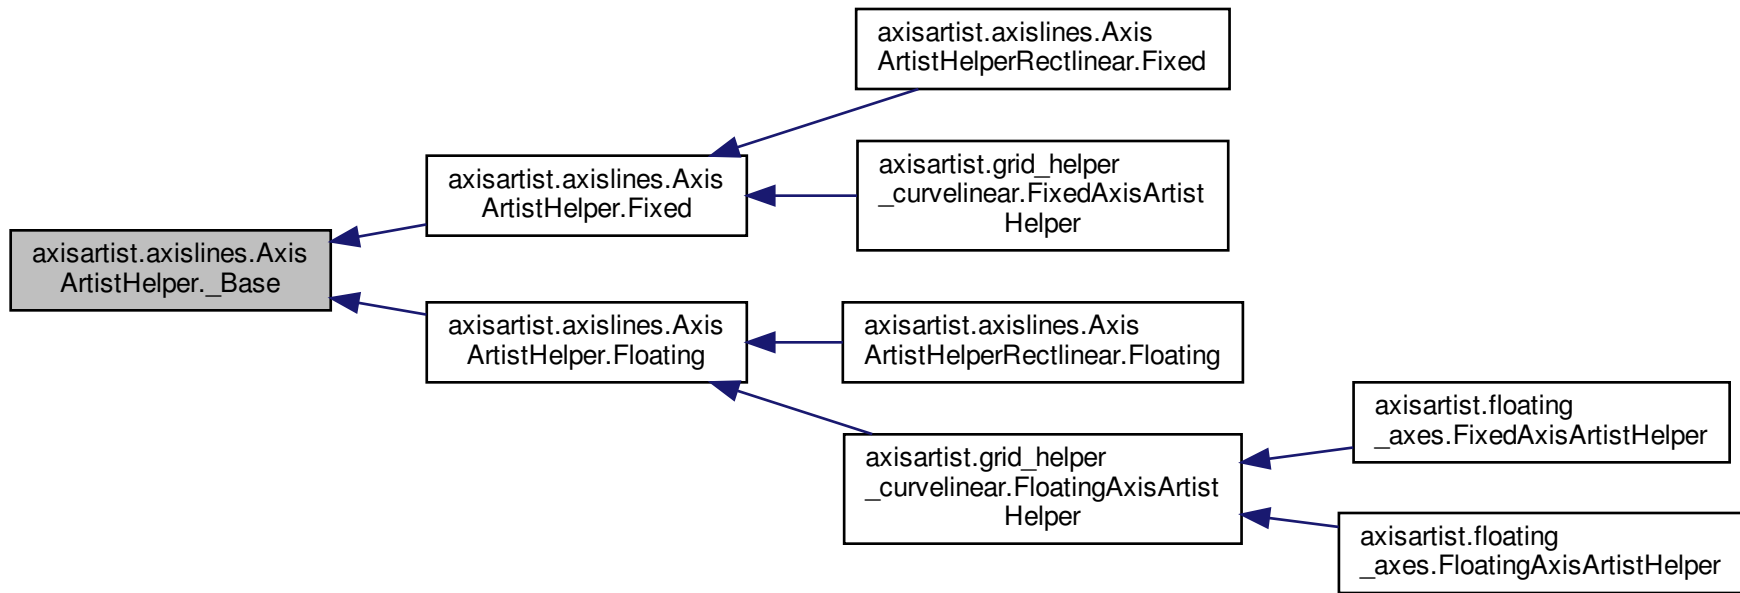 axisartist.axislines.Axis
ArtistHelper._Base
axisartist.axislines.Axis
ArtistHelper.Fixed
axisartist.axislines.Axis
ArtistHelperRectlinear.Fixed
axisartist.grid_helper
_curvelinear.FixedAxisArtist
Helper
axisartist.axislines.Axis
ArtistHelper.Floating
axisartist.axislines.Axis
ArtistHelperRectlinear.Floating
axisartist.grid_helper
_curvelinear.FloatingAxisArtist
Helper
axisartist.floating
_axes.FixedAxisArtistHelper
axisartist.floating
_axes.FloatingAxisArtistHelper